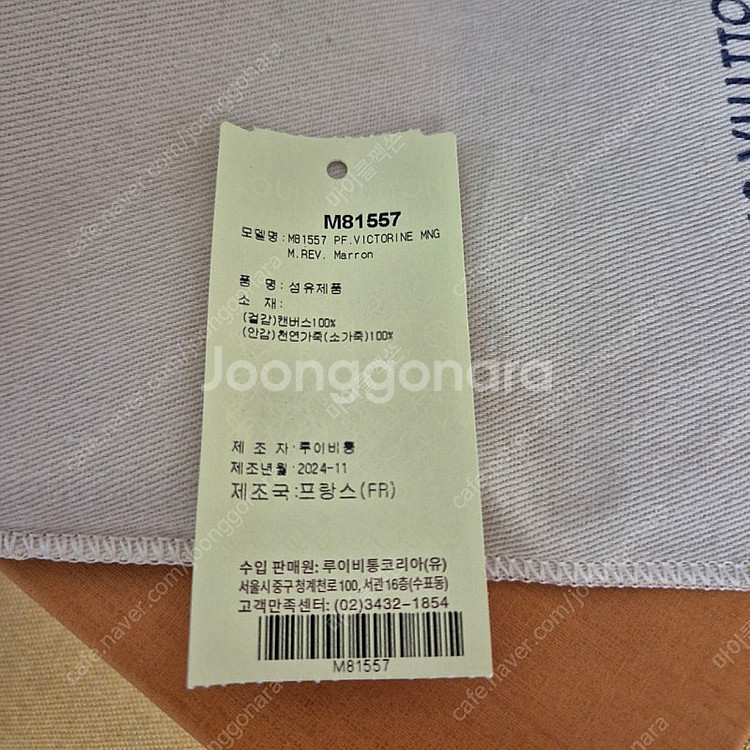 M81557
모델명:M81557 PF.VICTORINE MNG
M.REV. Marron
품 명:섬유제품
소 재:
(겉감)캔버스100%
(안감)천연가죽(소가죽)100%
Joonggonara
제 조 자:루이비통
제조년월:2024-11
제조국:프랑스(FR)
수입 판매원: 루이비통코리아(유)
서울시중구청계천로100, 서관16층(수표동)
고객만족센터: (02)3432-1854
M81557
cafe.naver.com/joonggonara